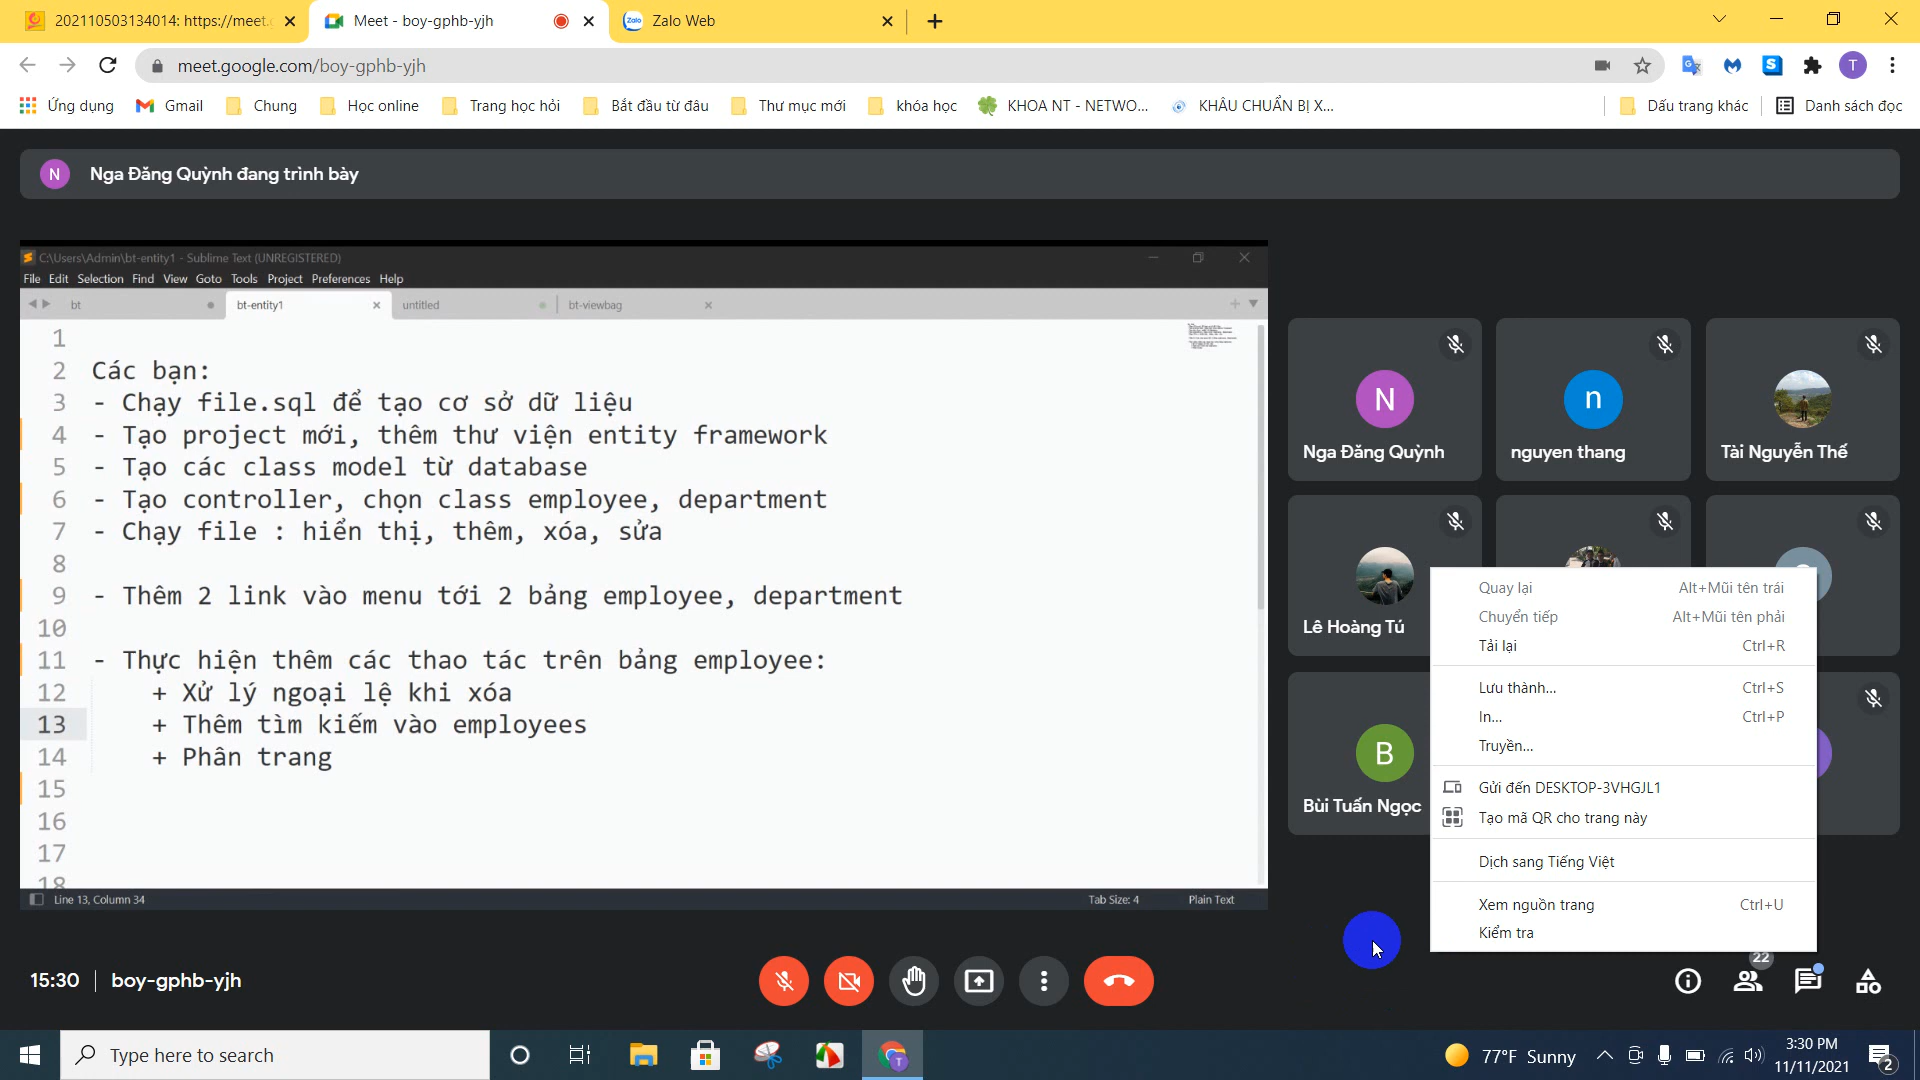 202110503134014: https://meet.
Meet - boy-gphb-yjh
Zalo Web
meet.google.com/boy-gphb-yjh
T
Ứng dụng
Gmail
Chung
Học online
Trang học hỏi
Bắt đầu từ đâu
Thư mục mới
khóa học
KHOA NT - NETWO...
KHÂU CHUẨN BỊ X...
Dấu trang khác
Danh sách đọc
N
Nga Đăng Quỳnh đang trình bày
C:\Users\Admin\bt-entity1 - Sublime Text (UNREGISTERED)
File Edit Selection Find View Goto Tools Project Preferences Help
bt
bt-entity1
untitled
bt-viewbag
1
2 Các bạn:
3 - Chạy file.sql để tạo cơ sở dữ liệu
4 - Tạo project mới, thêm thư viện entity framework
5 - Tạo các class model từ database
6 - Tạo controller, chọn class employee, department
7 - Chạy file : hiển thị, thêm, xóa, sửa
8
9 - Thêm 2 link vào menu tới 2 bảng employee, department
10
11 - Thực hiện thêm các thao tác trên bảng employee:
12 + Xử lý ngoại lệ khi xóa
13 + Thêm tìm kiếm vào employees
14 + Phân trang
15
16
17
18
Line 13, Column 34
Tab Size: 4
Plain Text
N
Nga Đăng Quỳnh
n
nguyen thang
Tài Nguyễn Thế
Lê Hoàng Tú
B
Bùi Tuấn Ngọc
Quay lại Alt+Mũi tên trái
Chuyển tiếp Alt+Mũi tên phải
Tải lại Ctrl+R
Lưu thành... Ctrl+S
In... Ctrl+P
Truyền...
Gửi đến DESKTOP-3VHGJL1
Tạo mã QR cho trang này
Dịch sang Tiếng Việt
Xem nguồn trang Ctrl+U
Kiểm tra
15:30
boy-gphb-yjh
22
Type here to search
77°F Sunny
3:30 PM
11/11/2021
2